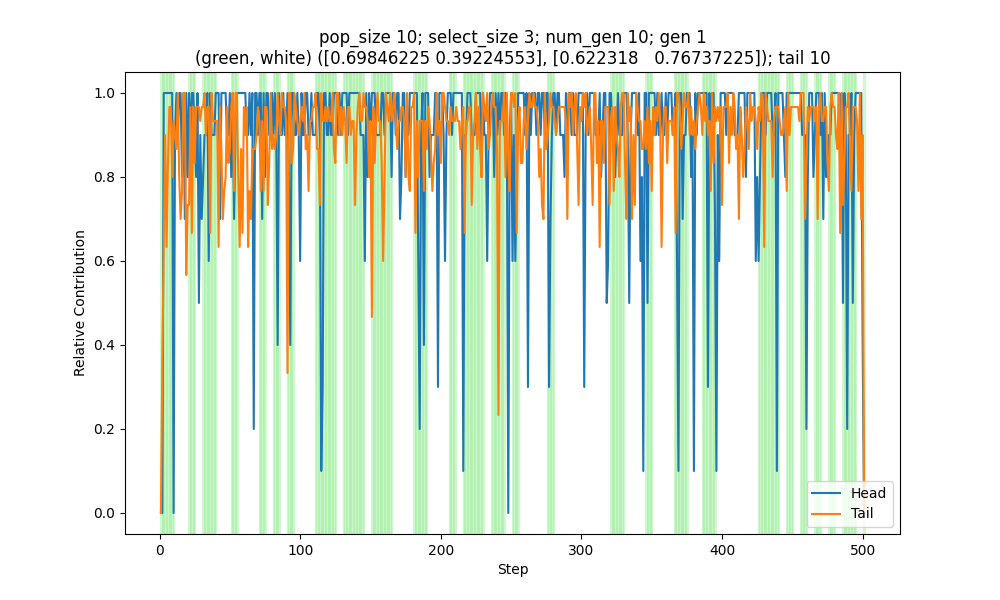 pop_size 10; select_size 3; num_gen 10; gen 1
(green, white) ([0.69846225 0.39224553], [0.622318   0.76737225]); tail 10
1.0
0.8
0.6
0.4
0.2
0.0
Relative Contribution
Head
Tail
0
100
200
300
400
500
Step